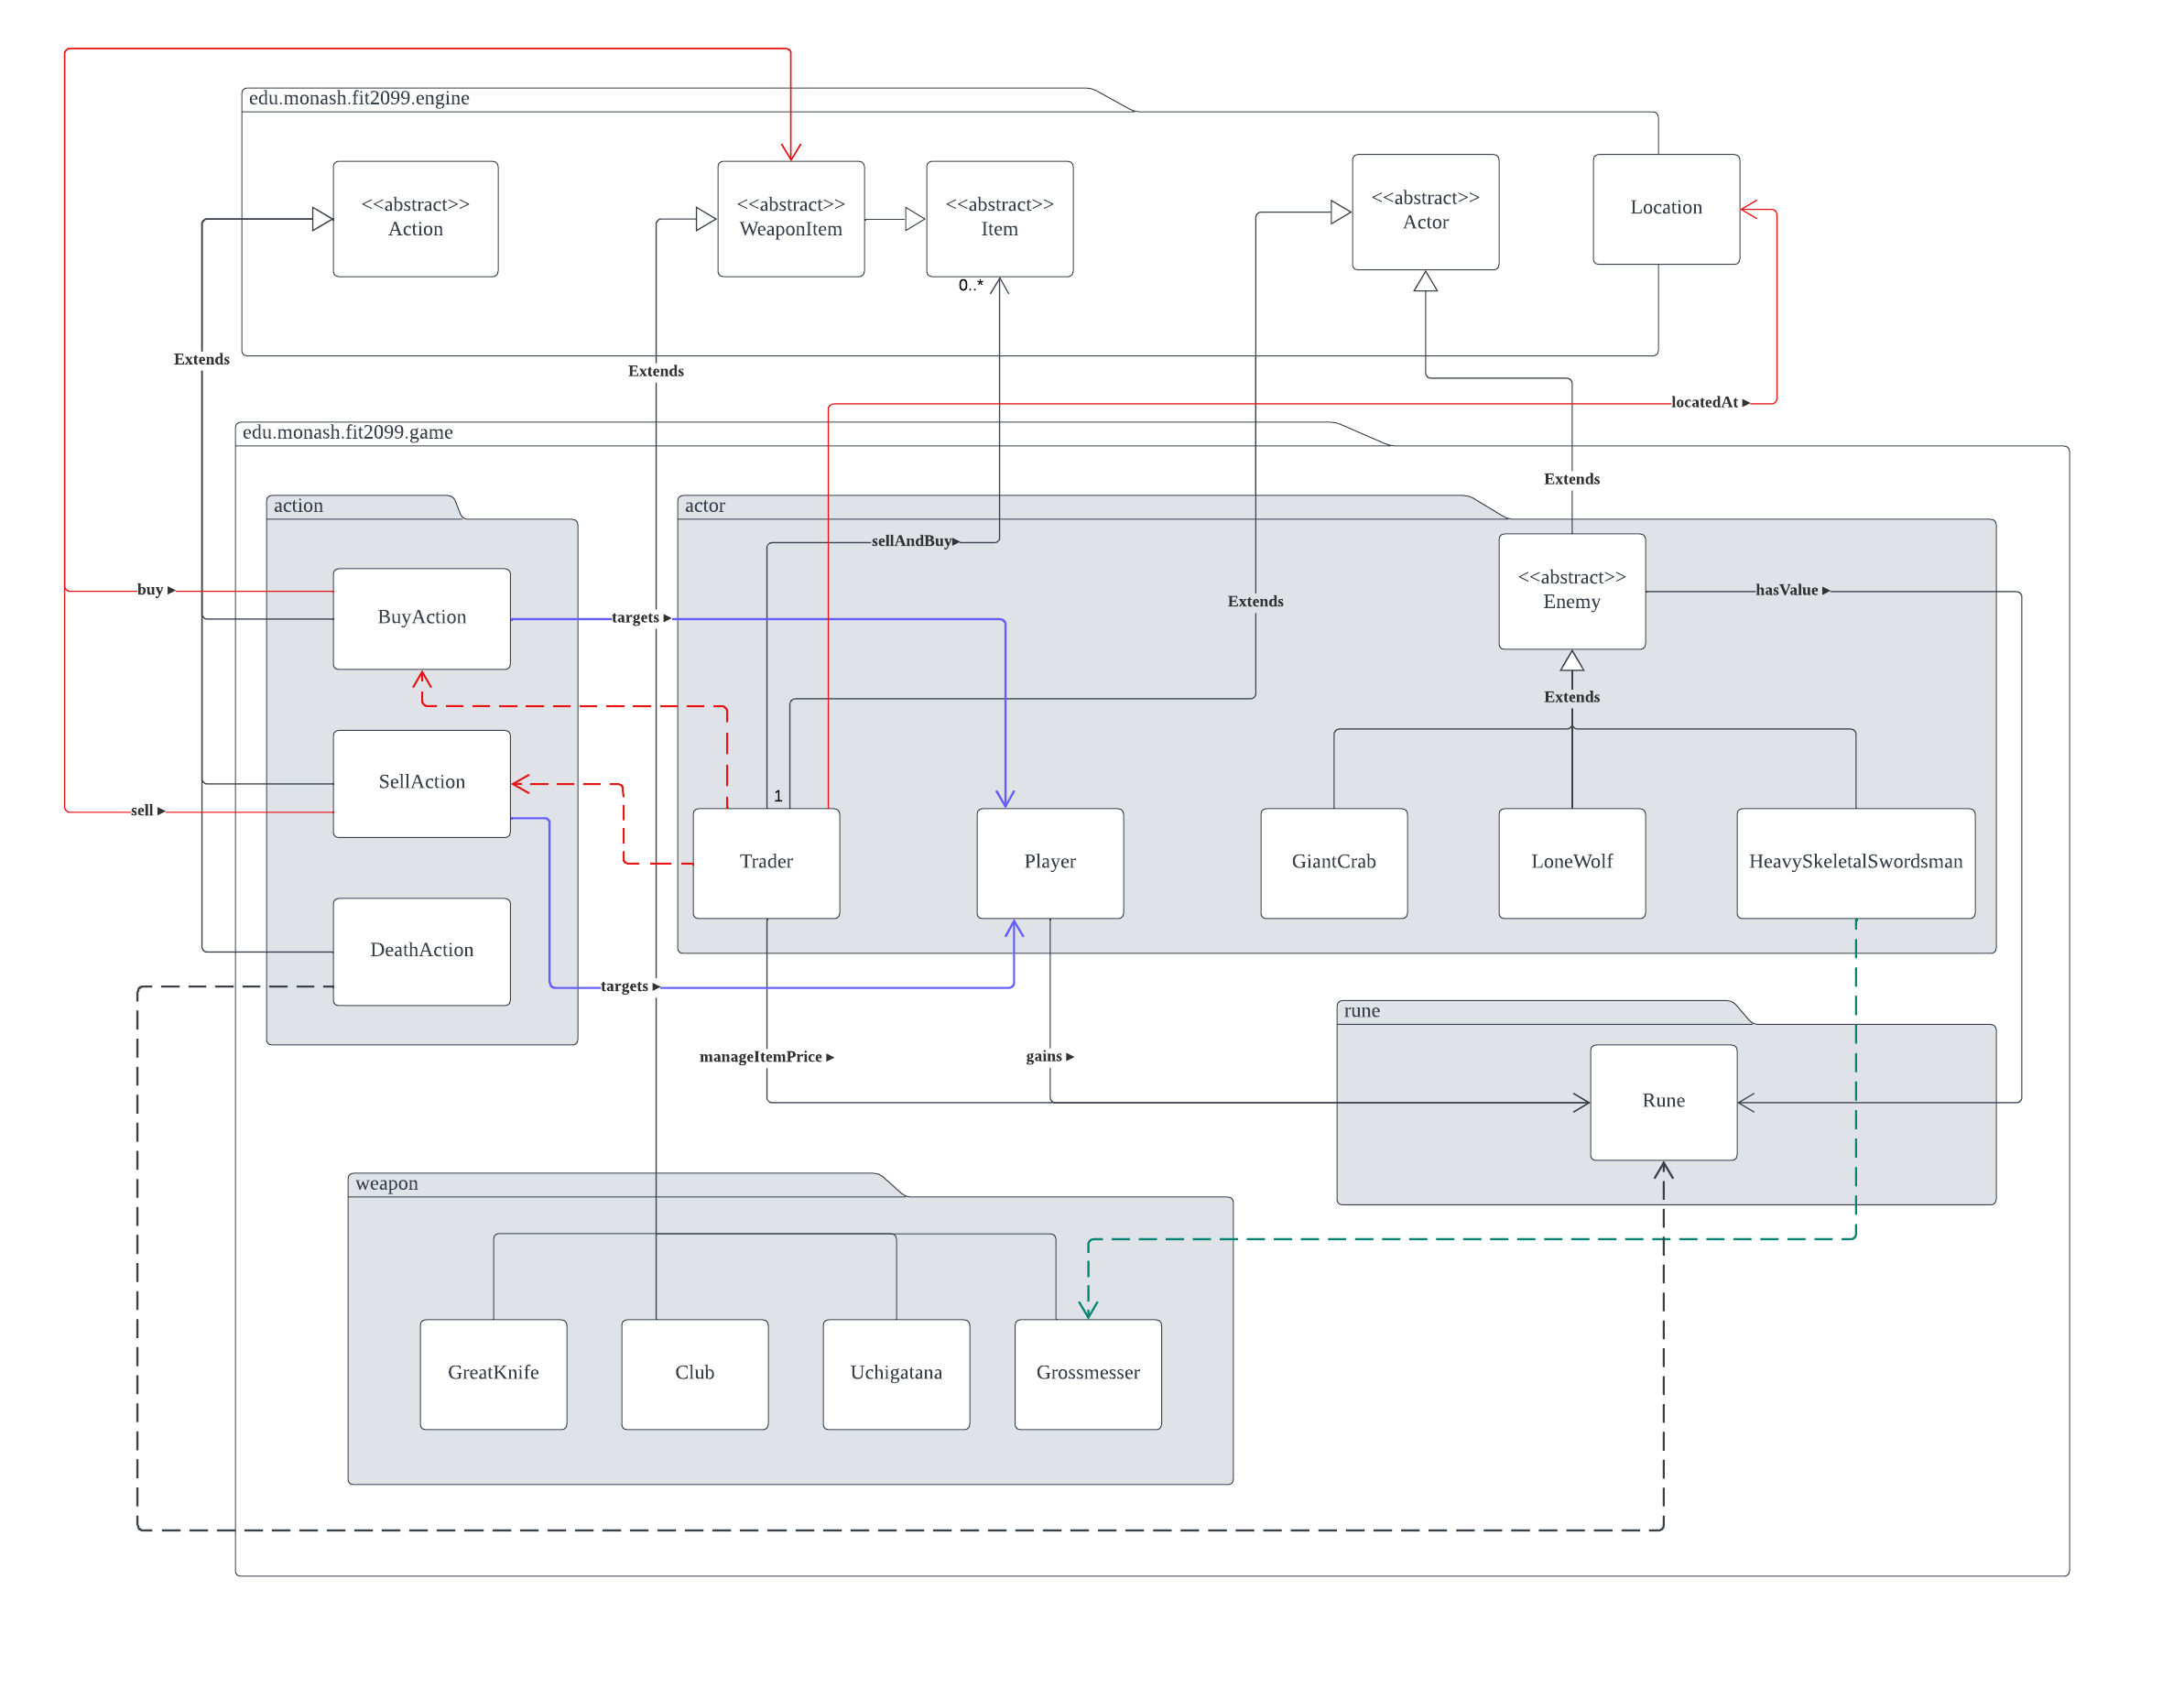 edu.monash.fit2099.engine
<<abstract>>
Action
<<abstract>>
WeaponItem
<<abstract>>
Item
<<abstract>>
Actor
Location
0..*
Extends
Extends
locatedAt ▸
edu.monash.fit2099.game
Extends
action
actor
sellAndBuy▸
<<abstract>>
Enemy
hasValue ▸
buy ▸
BuyAction
targets ▸
Extends
Extends
SellAction
sell ▸
1
Trader
Player
GiantCrab
LoneWolf
HeavySkeletalSwordsman
DeathAction
targets ▸
rune
manageItemPrice ▸
gains ▸
Rune
weapon
GreatKnife
Club
Uchigatana
Grossmesser